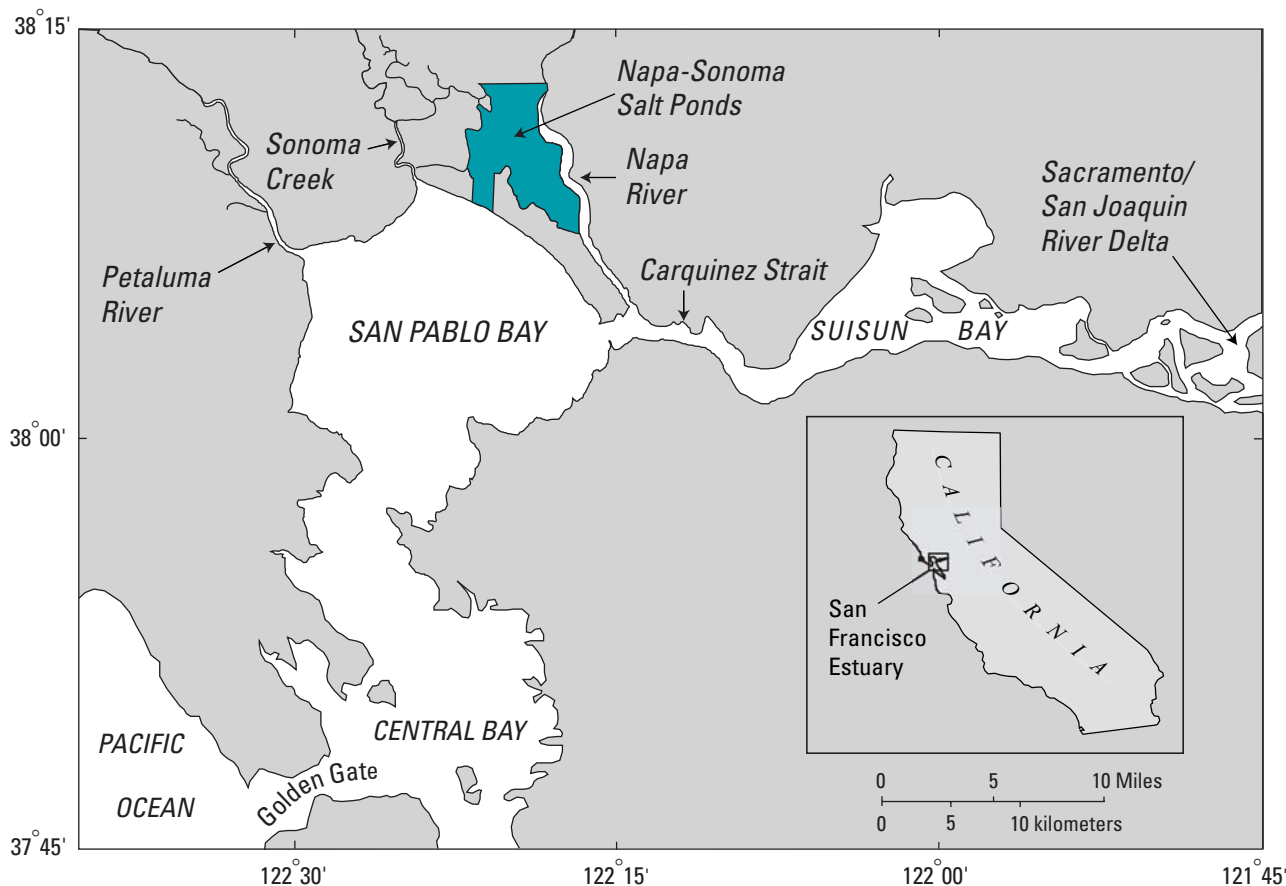 38°15'
Napa-Sonoma
Salt Ponds
Sonoma
Creek
Napa
River
Sacramento/
San Joaquin
River Delta
Petaluma
River
Carquinez Strait
SAN PABLO BAY
SUISUN BAY
38°00'
CALIFORNIA
San
Francisco
Estuary
CENTRAL BAY
PACIFIC
OCEAN
Golden Gate
0 5 10 Miles
0 5 10 kilometers
37°45'
122°30' 122°15' 122°00' 121°45'